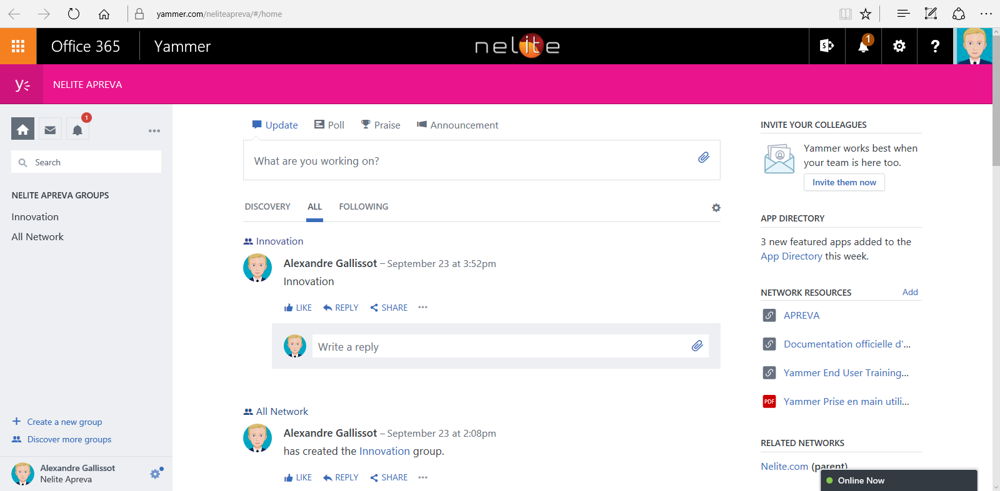 yammer.com/neliteapreva/#/home
Office 365
Yammer
nelite
1
NELITE APREVA
1
Search
NELITE APREVA GROUPS
Innovation
All Network
Create a new group
Discover more groups
Alexandre Gallissot
Nelite Apreva
Update
Poll
Praise
Announcement
What are you working on?
DISCOVERY
ALL
FOLLOWING
Innovation
Alexandre Gallissot – September 23 at 3:52pm
Innovation
LIKE
REPLY
SHARE
Write a reply
All Network
Alexandre Gallissot – September 23 at 2:08pm
has created the Innovation group.
LIKE
REPLY
SHARE
INVITE YOUR COLLEAGUES
Yammer works best when
your team is here too.
Invite them now
APP DIRECTORY
3 new featured apps added to the
App Directory this week.
NETWORK RESOURCES
Add
APREVA
Documentation officielle d'...
Yammer End User Training...
PDF
Yammer Prise en main utili...
RELATED NETWORKS
Nelite.com (parent)
Online Now